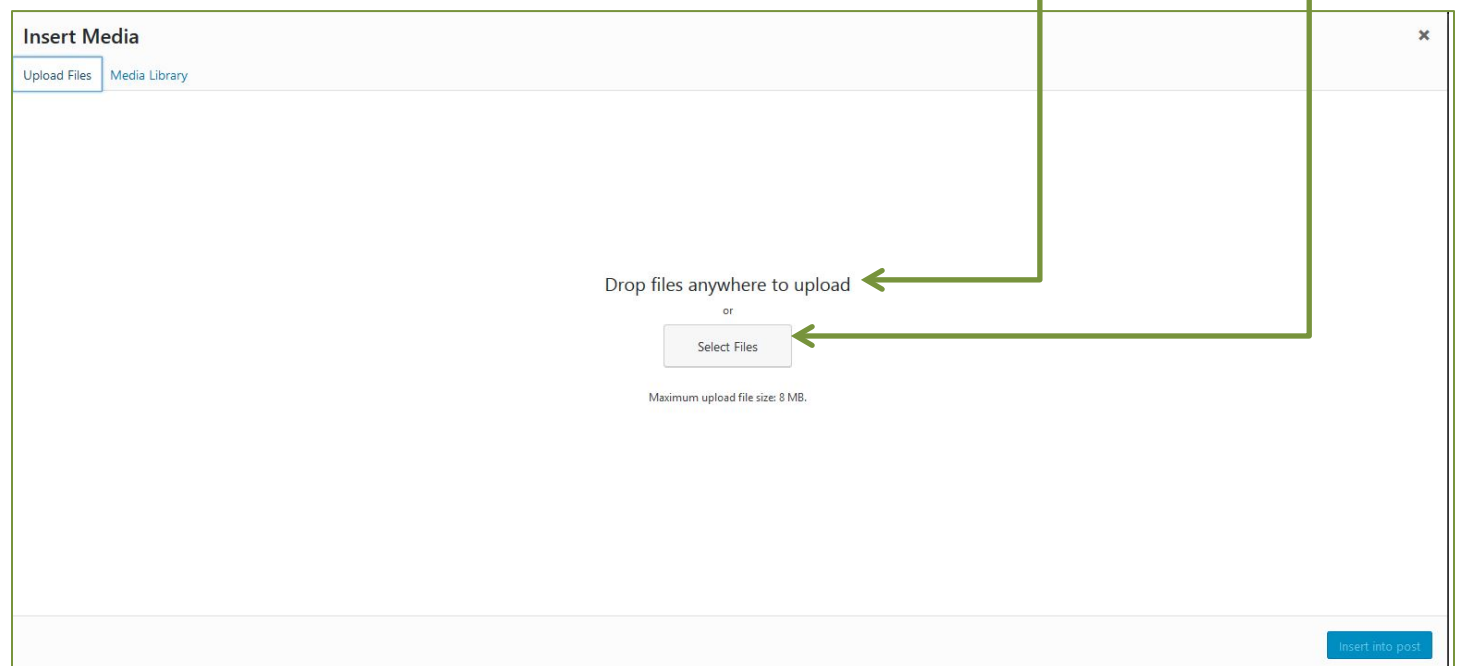 Insert Media
Upload Files Media Library
Drop files anywhere to upload
or
Select Files
Maximum upload file size: 8 MB.
Insert into post